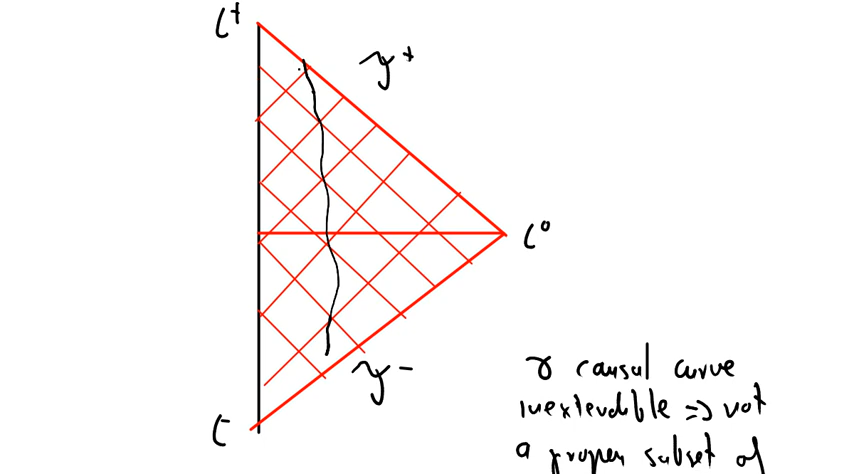 i⁺
𝒥⁺
i⁰
𝒥⁻
i⁻
γ causal curve
inextendible => not
a proper subset of